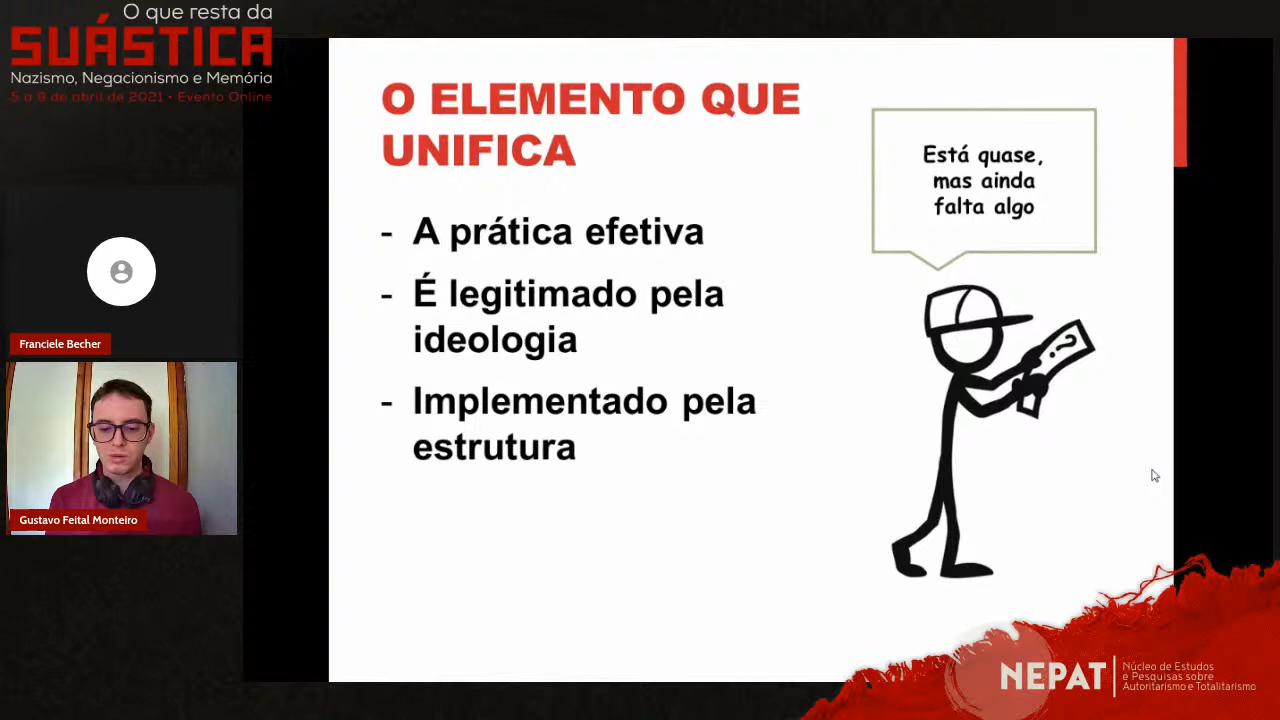 O que resta da
SUÁSTICA
Nazismo, Negacionismo e Memória
5 a 9 de abril de 2021 • Evento Online
O ELEMENTO QUE
UNIFICA
- A prática efetiva
- É legitimado pela
ideologia
- Implementado pela
estrutura
Está quase,
mas ainda
falta algo
?
Franciele Becher
Gustavo Feital Monteiro
NEPAT
Núcleo de Estudos
e Pesquisas sobre
Autoritarismo e Totalitarismo